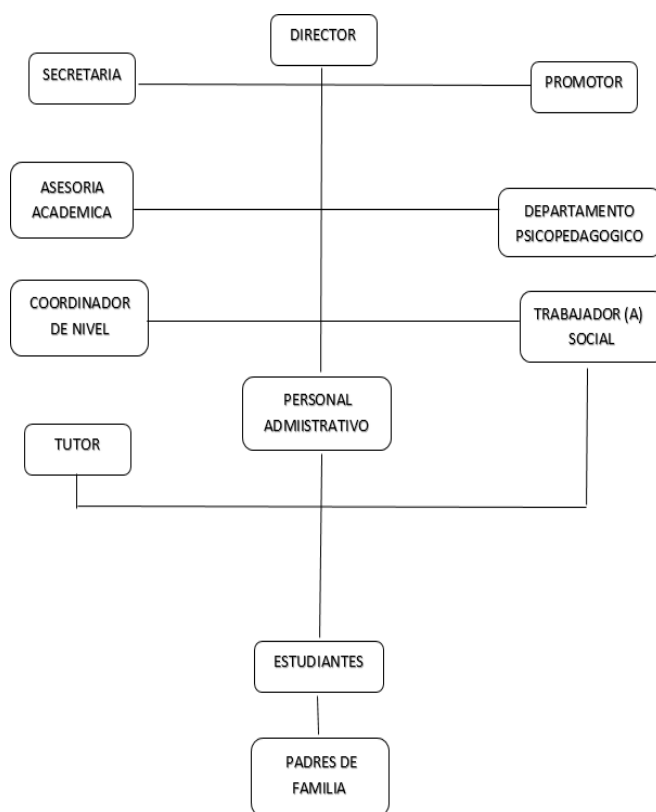 DIRECTOR
SECRETARIA
PROMOTOR
ASESORIA
ACADEMICA
DEPARTAMENTO
PSICOPEDAGOGICO
COORDINADOR
DE NIVEL
TRABAJADOR (A)
SOCIAL
PERSONAL
ADMIISTRATIVO
TUTOR
ESTUDIANTES
PADRES DE
FAMILIA